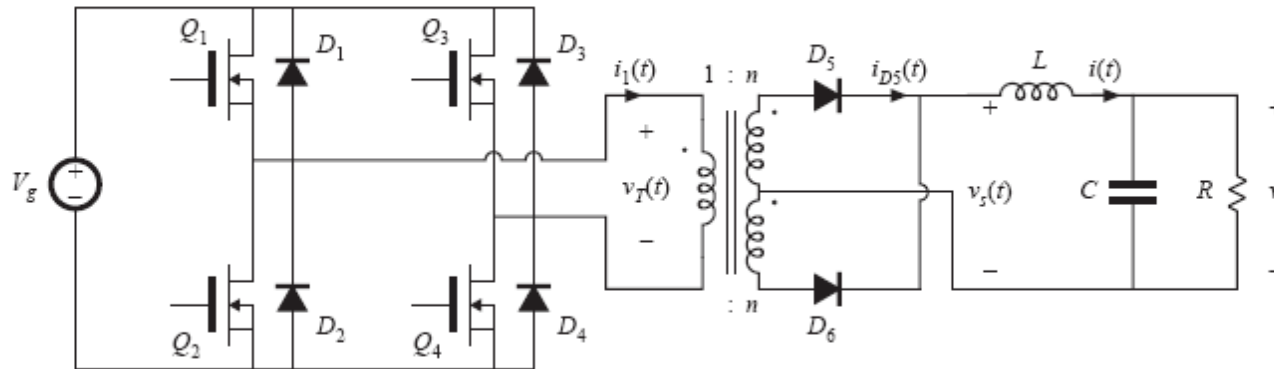 Q1
D1
Q3
D3
i1(t)
1 : n
D5
iD5(t)
L
i(t)
+
+
−
Vg
+
vT(t)
−
+
vs(t)
−
C
R
v
−
−
Q2
D2
Q4
D4
: n
D6